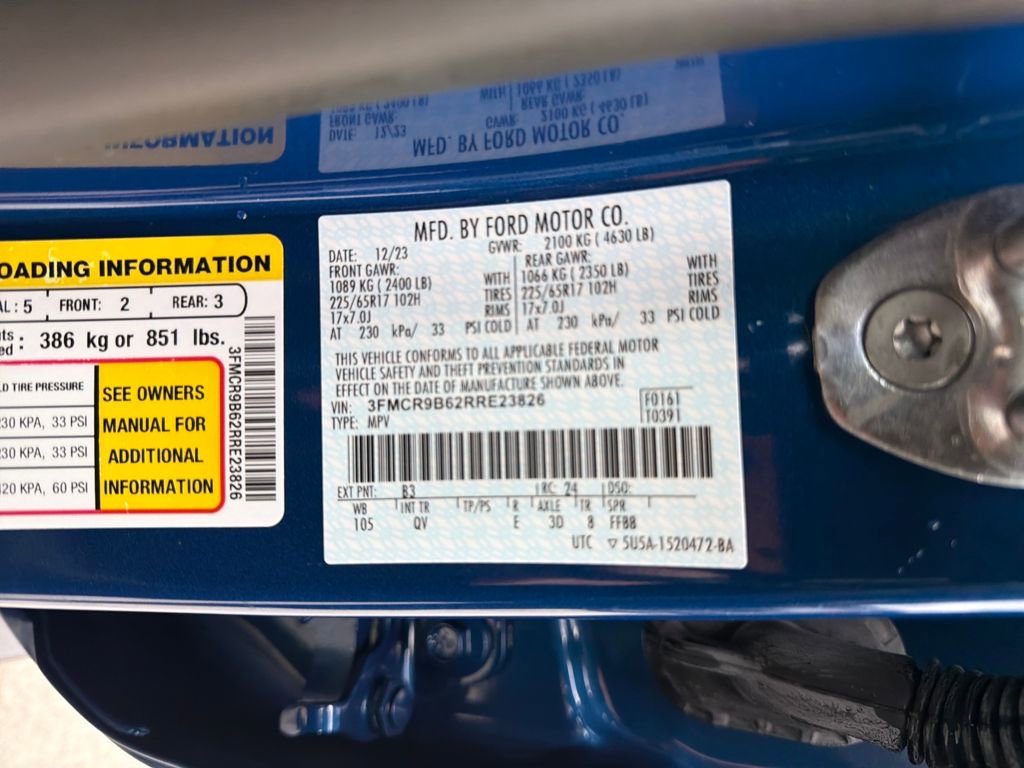 OADING INFORMATION
AL : 5 FRONT: 2 REAR: 3
386 kg or 851 lbs.
TIRE PRESSURE
SEE OWNERS
MANUAL FOR
ADDITIONAL
INFORMATION
30 KPA, 33 PSI
30 KPA, 33 PSI
20 KPA, 60 PSI
3FMCR9B62RRE23826
MFD. BY FORD MOTOR CO.
DATE: 12/23 GVWR: 2100 KG ( 4630 LB)
FRONT GAWR: REAR GAWR:
1089 KG (2400 LB) WITH 1066 KG (2350 LB) WITH
225/65R17 102H TIRES 225/65R17 102H TIRES
17x7.0J RIMS 17x7.0J RIMS
AT 230 kPa/ 33 PSI COLD AT 230 kPa/ 33 PSI COLD
THIS VEHICLE CONFORMS TO ALL APPLICABLE FEDERAL MOTOR
VEHICLE SAFETY AND THEFT PREVENTION STANDARDS IN
EFFECT ON THE DATE OF MANUFACTURE SHOWN ABOVE.
VIN: 3FMCR9B62RRE23826 F0161
TYPE: MPV T0391
EXT PNT: B3 RC: 24 DSO:
WB INT TR TP/PS R AXLE TR SPR
105 QV E 3D 8 FFBB
UTC ▽ 5U5A-1520472-BA